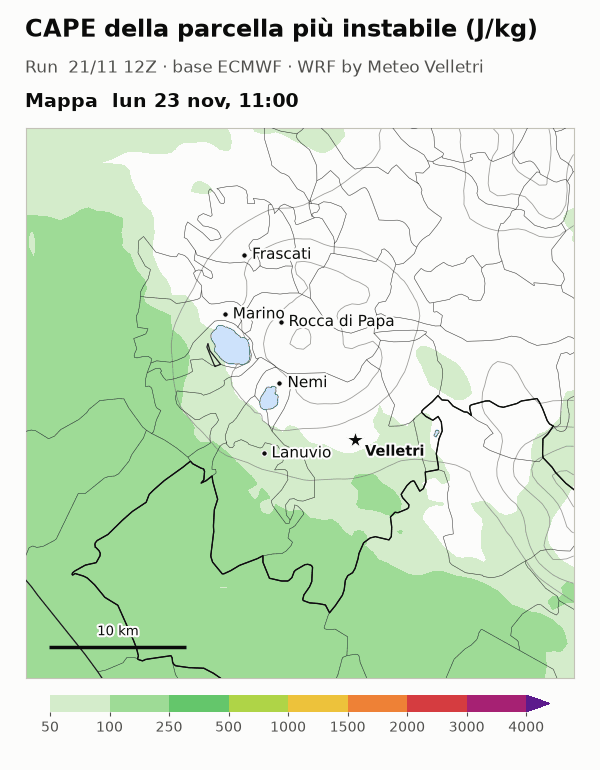 CAPE della parcella più instabile (J/kg)
Run  21/11 12Z · base ECMWF · WRF by Meteo Velletri
Mappa  lun 23 nov, 11:00
Frascati
Marino
Rocca di Papa
Nemi
Velletri
Lanuvio
10 km
50 100 250 500 1000 1500 2000 3000 4000